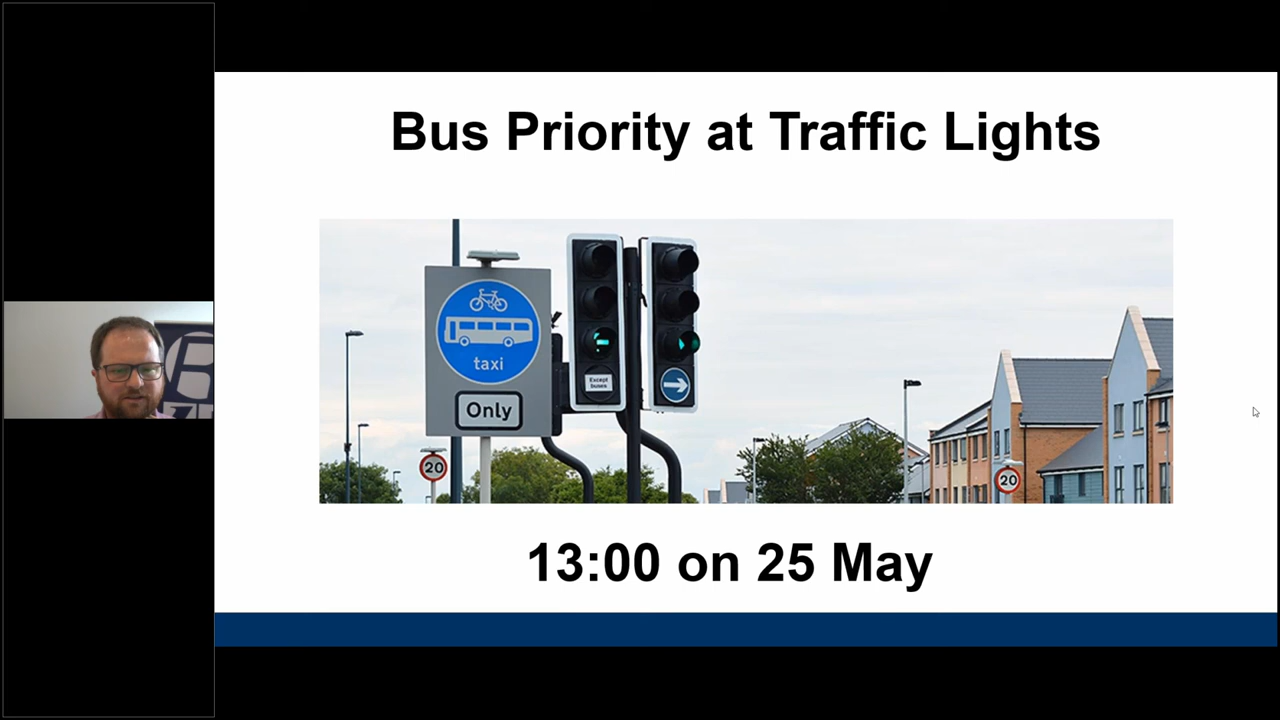 Bus Priority at Traffic Lights
taxi
Only
Except
buses
20
20
13:00 on 25 May